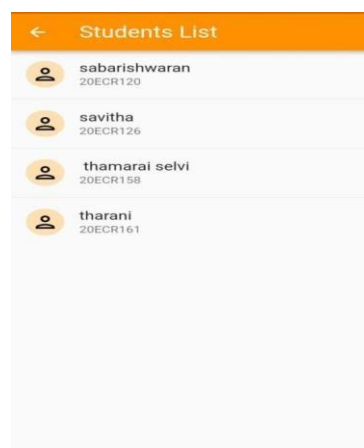 Students List
sabarishwaran
20ECR120
savitha
20ECR126
thamarai selvi
20ECR158
tharani
20ECR161